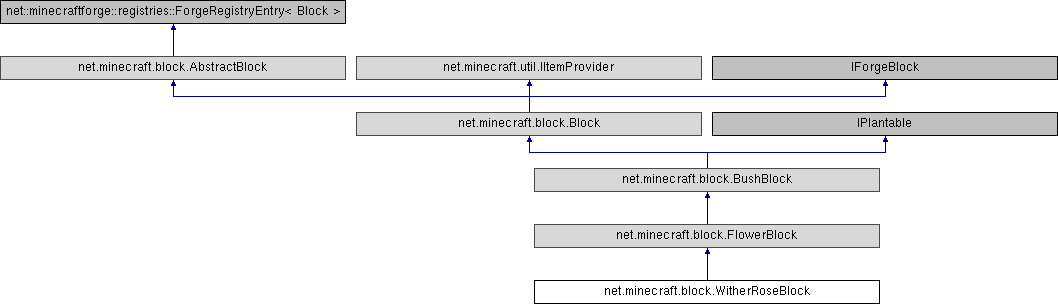 net::minecraftforge::registries::ForgeRegistryEntry< Block >
net.minecraft.block.AbstractBlock
net.minecraft.util.IItemProvider
IForgeBlock
net.minecraft.block.Block
IPlantable
net.minecraft.block.BushBlock
net.minecraft.block.FlowerBlock
net.minecraft.block.WitherRoseBlock